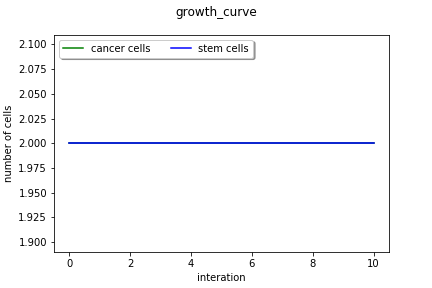 growth_curve
cancer cells stem cells
number of cells
2.100
2.075
2.050
2.025
2.000
1.975
1.950
1.925
1.900
0 2 4 6 8 10
interation